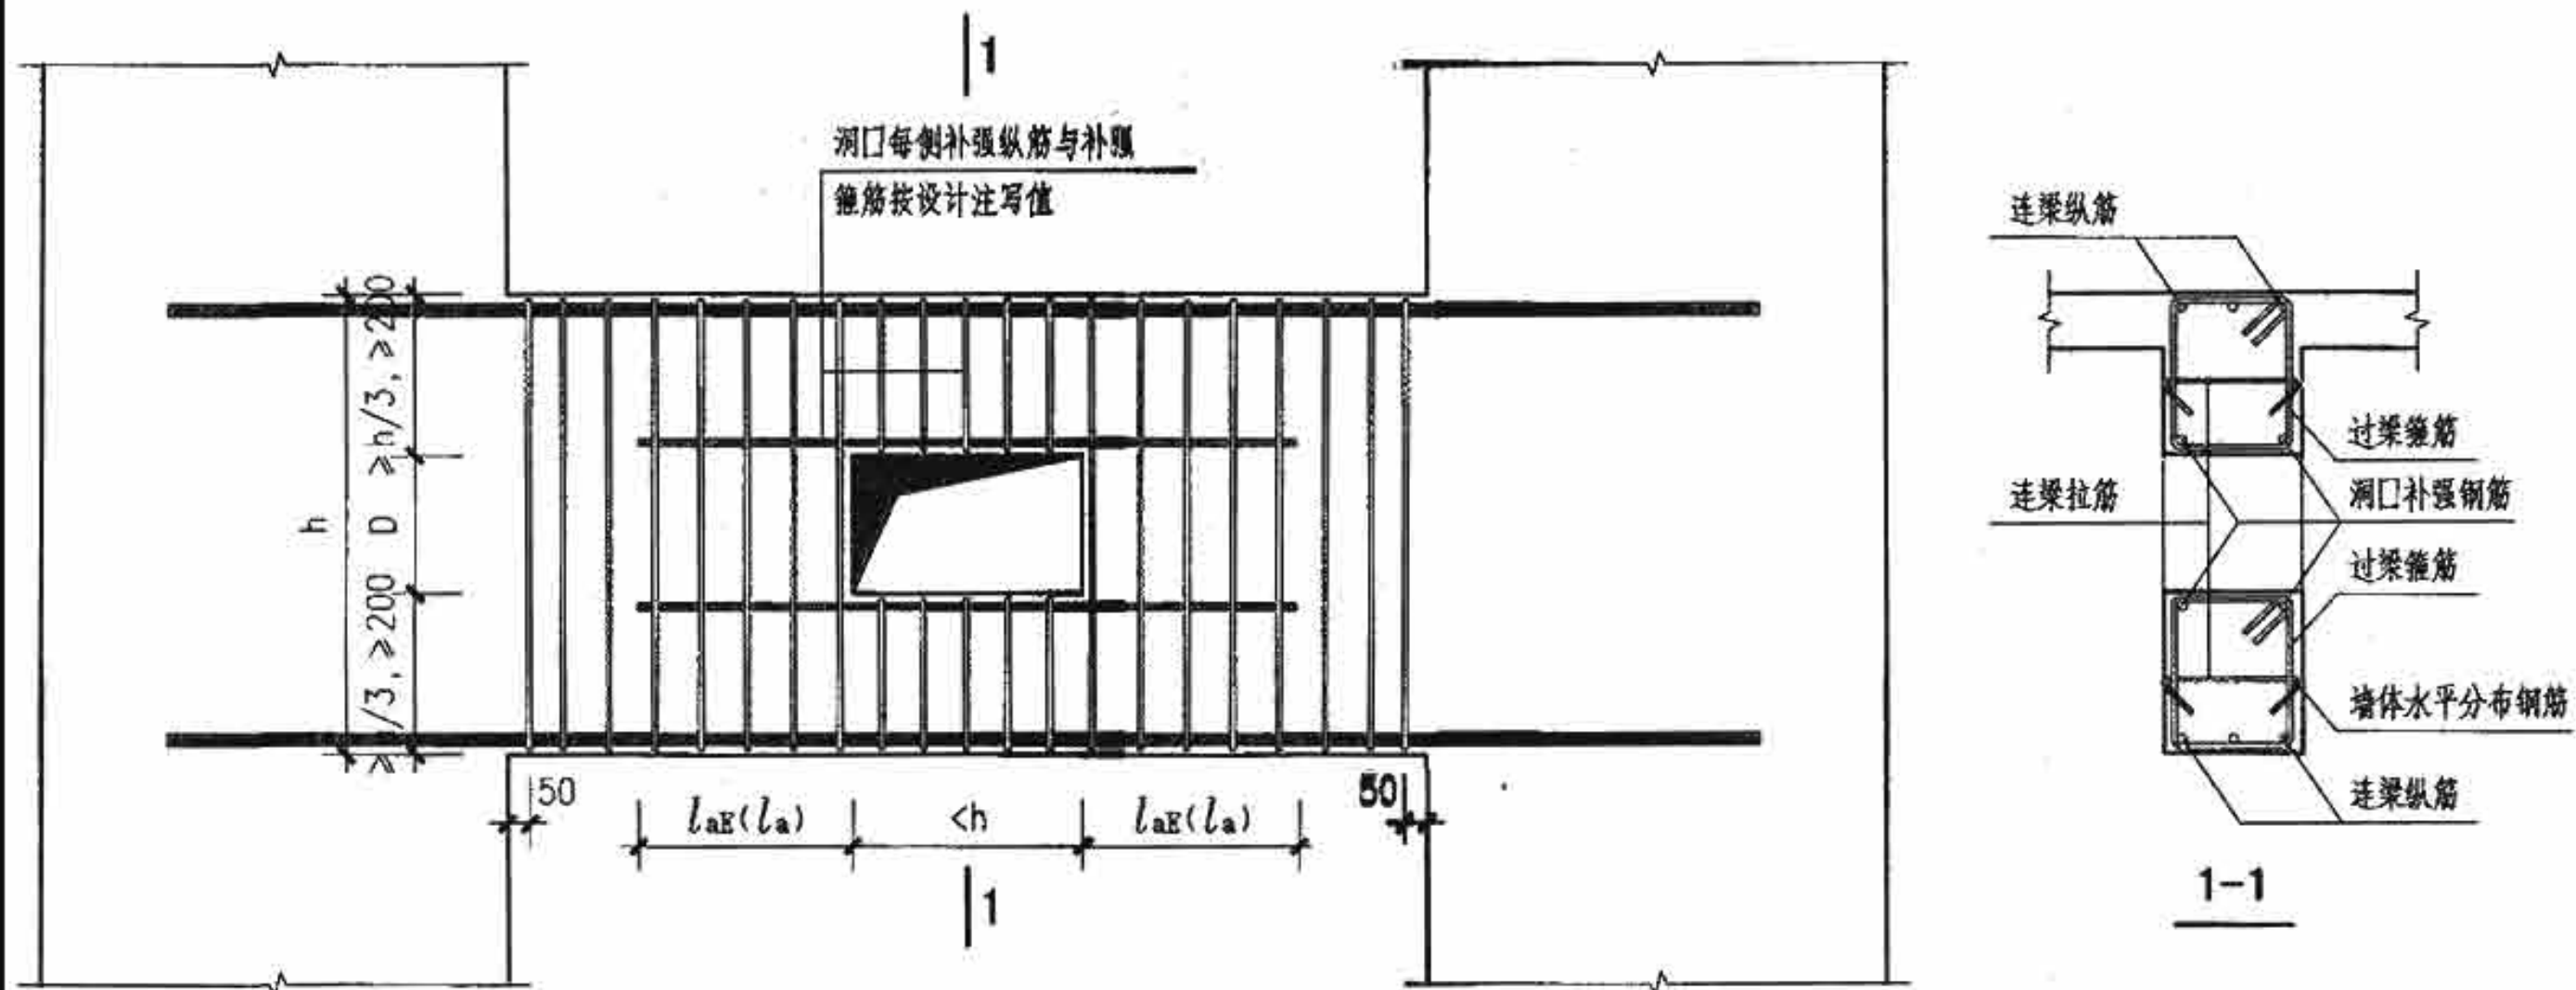 1
洞口每侧补强纵筋与补强
箍筋按设计注写值
h
≥h/3, ≥200
D
≥h/3, ≥200
50
laE(la)
<h
laE(la)
50
1
连梁纵筋
过梁箍筋
连梁拉筋
洞口补强钢筋
过梁箍筋
墙体水平分布钢筋
连梁纵筋
1-1